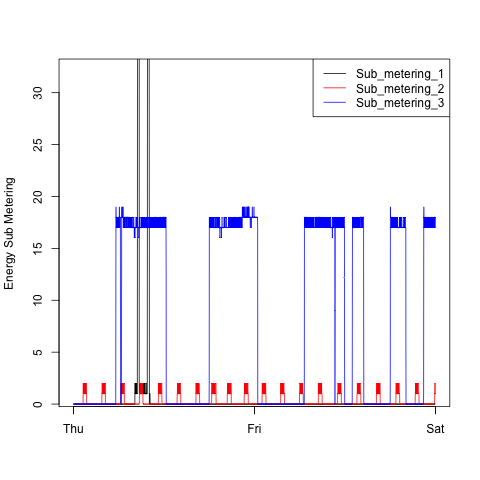 Sub_metering_1
Sub_metering_2
Sub_metering_3
Energy Sub Metering
30
25
20
15
10
5
0
Thu Fri Sat